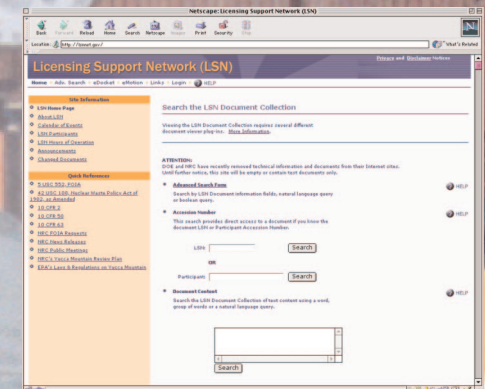 Netscape: Licensing Support Network (LSN)
Back Forward Reload Home Search Netscape Images Print Security Stop
Location: http://lsnnet.gov/
What's Related
Privacy and Disclaimer Notices
Licensing Support Network (LSN)
Home | Adv. Search | eDocket | eMotion | Links | Login | HELP
Site Information
LSN Home Page
About LSN
Calendar of Events
LSN Participants
LSN Hours of Operation
Announcements
Changed Documents
Quick References
5 USC 552, FOIA
42 USC 108, Nuclear Waste Policy Act of
1982, as Amended
10 CFR 2
10 CFR 50
10 CFR 63
NRC FOIA Requests
NRC News Releases
NRC Public Meetings
NRC's Yucca Mountain Review Plan
EPA's Laws & Regulations on Yucca Mountain
Search the LSN Document Collection
Viewing the LSN Document Collection requires several different
document viewer plug-ins. More Information.
ATTENTION:
DOE and NRC have recently removed technical information and documents from their Internet sites.
Until further notice, this site will be empty or contain test documents only.
Advanced Search Form
HELP
Search by LSN Document information fields, natural language query
or boolean query.
Accession Number
HELP
This search provides direct access to a document if you know the
document LSN or Participant Accession Number.
LSN:
Search
OR
Participant:
Search
Document Content
HELP
Search the LSN Document Collection of text content using a word,
group of words or a natural language query.
Search